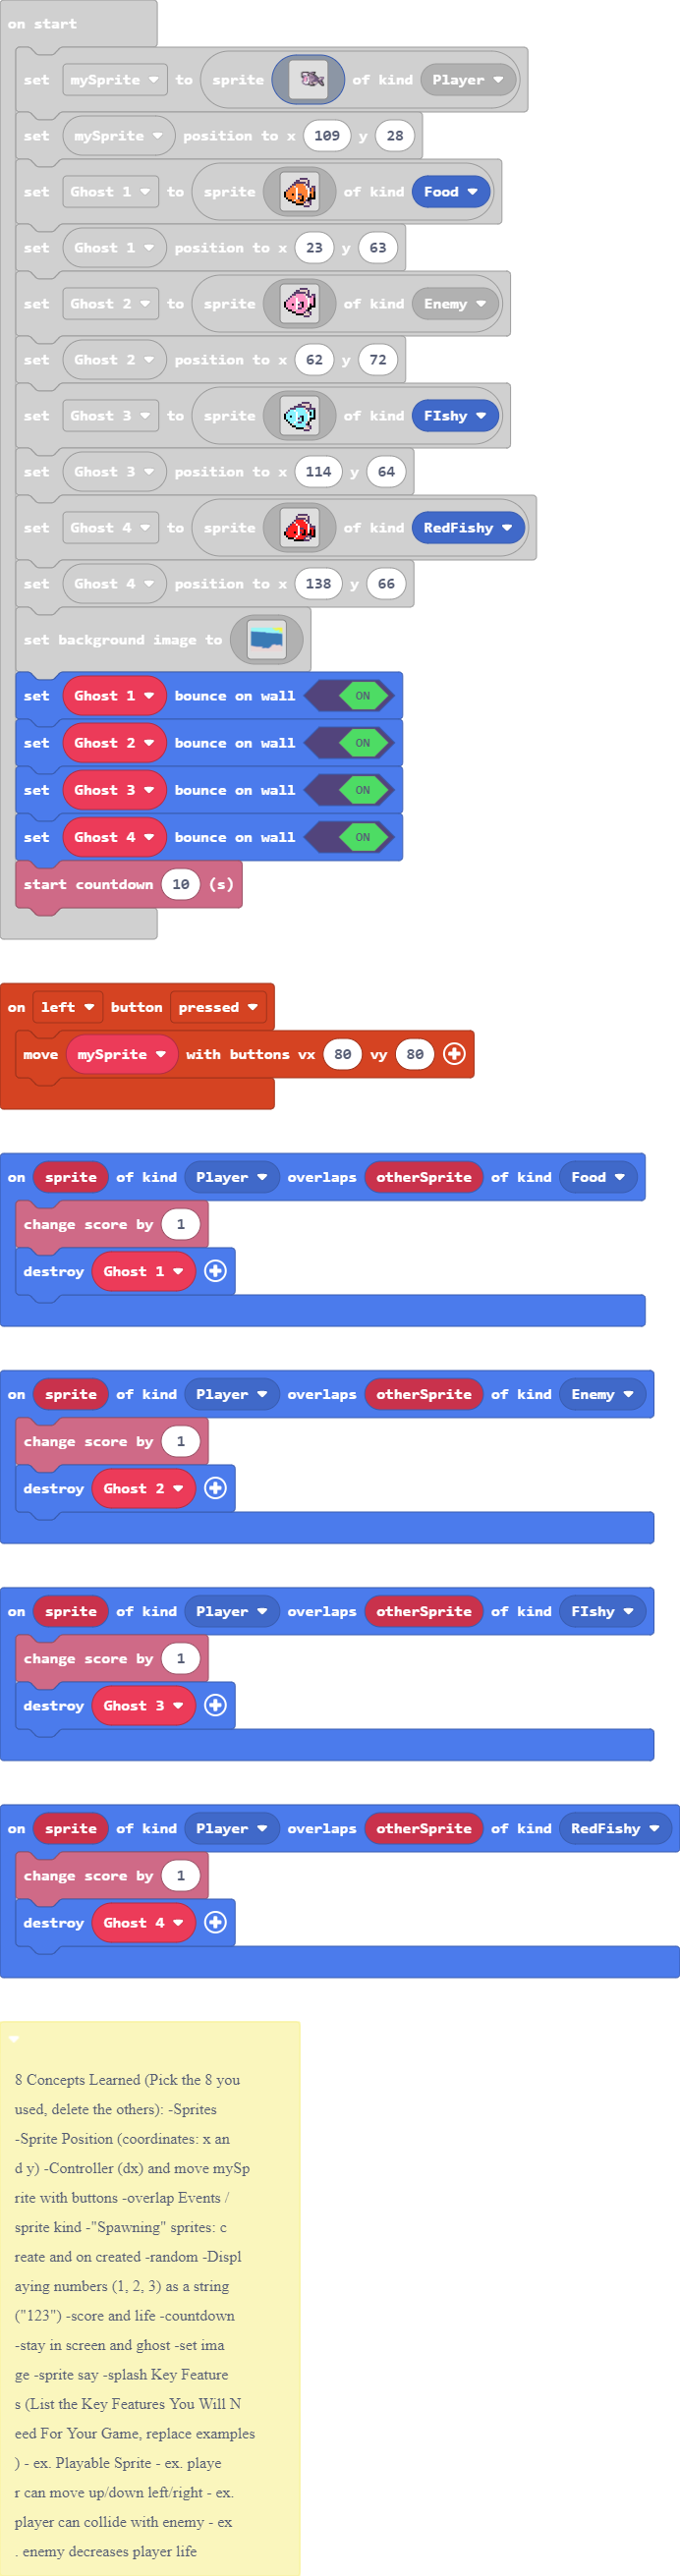 on start
set mySprite to sprite of kind Player
set mySprite position to x 109 y 28
set Ghost 1 to sprite of kind Food
set Ghost 1 position to x 23 y 63
set Ghost 2 to sprite of kind Enemy
set Ghost 2 position to x 62 y 72
set Ghost 3 to sprite of kind FIshy
set Ghost 3 position to x 114 y 64
set Ghost 4 to sprite of kind RedFishy
set Ghost 4 position to x 138 y 66
set background image to
set Ghost 1 bounce on wall ON
set Ghost 2 bounce on wall ON
set Ghost 3 bounce on wall ON
set Ghost 4 bounce on wall ON
start countdown 10 (s)
on left button pressed
move mySprite with buttons vx 80 vy 80
on sprite of kind Player overlaps otherSprite of kind Food
change score by 1
destroy Ghost 1
on sprite of kind Player overlaps otherSprite of kind Enemy
change score by 1
destroy Ghost 2
on sprite of kind Player overlaps otherSprite of kind FIshy
change score by 1
destroy Ghost 3
on sprite of kind Player overlaps otherSprite of kind RedFishy
change score by 1
destroy Ghost 4
8 Concepts Learned (Pick the 8 you
used, delete the others): -Sprites
-Sprite Position (coordinates: x an
d y) -Controller (dx) and move mySp
rite with buttons -overlap Events /
sprite kind -"Spawning" sprites: c
reate and on created -random -Displ
aying numbers (1, 2, 3) as a string
("123") -score and life -countdown
-stay in screen and ghost -set ima
ge -sprite say -splash Key Feature
s (List the Key Features You Will N
eed For Your Game, replace examples
) - ex. Playable Sprite - ex. playe
r can move up/down left/right - ex.
player can collide with enemy - ex
. enemy decreases player life